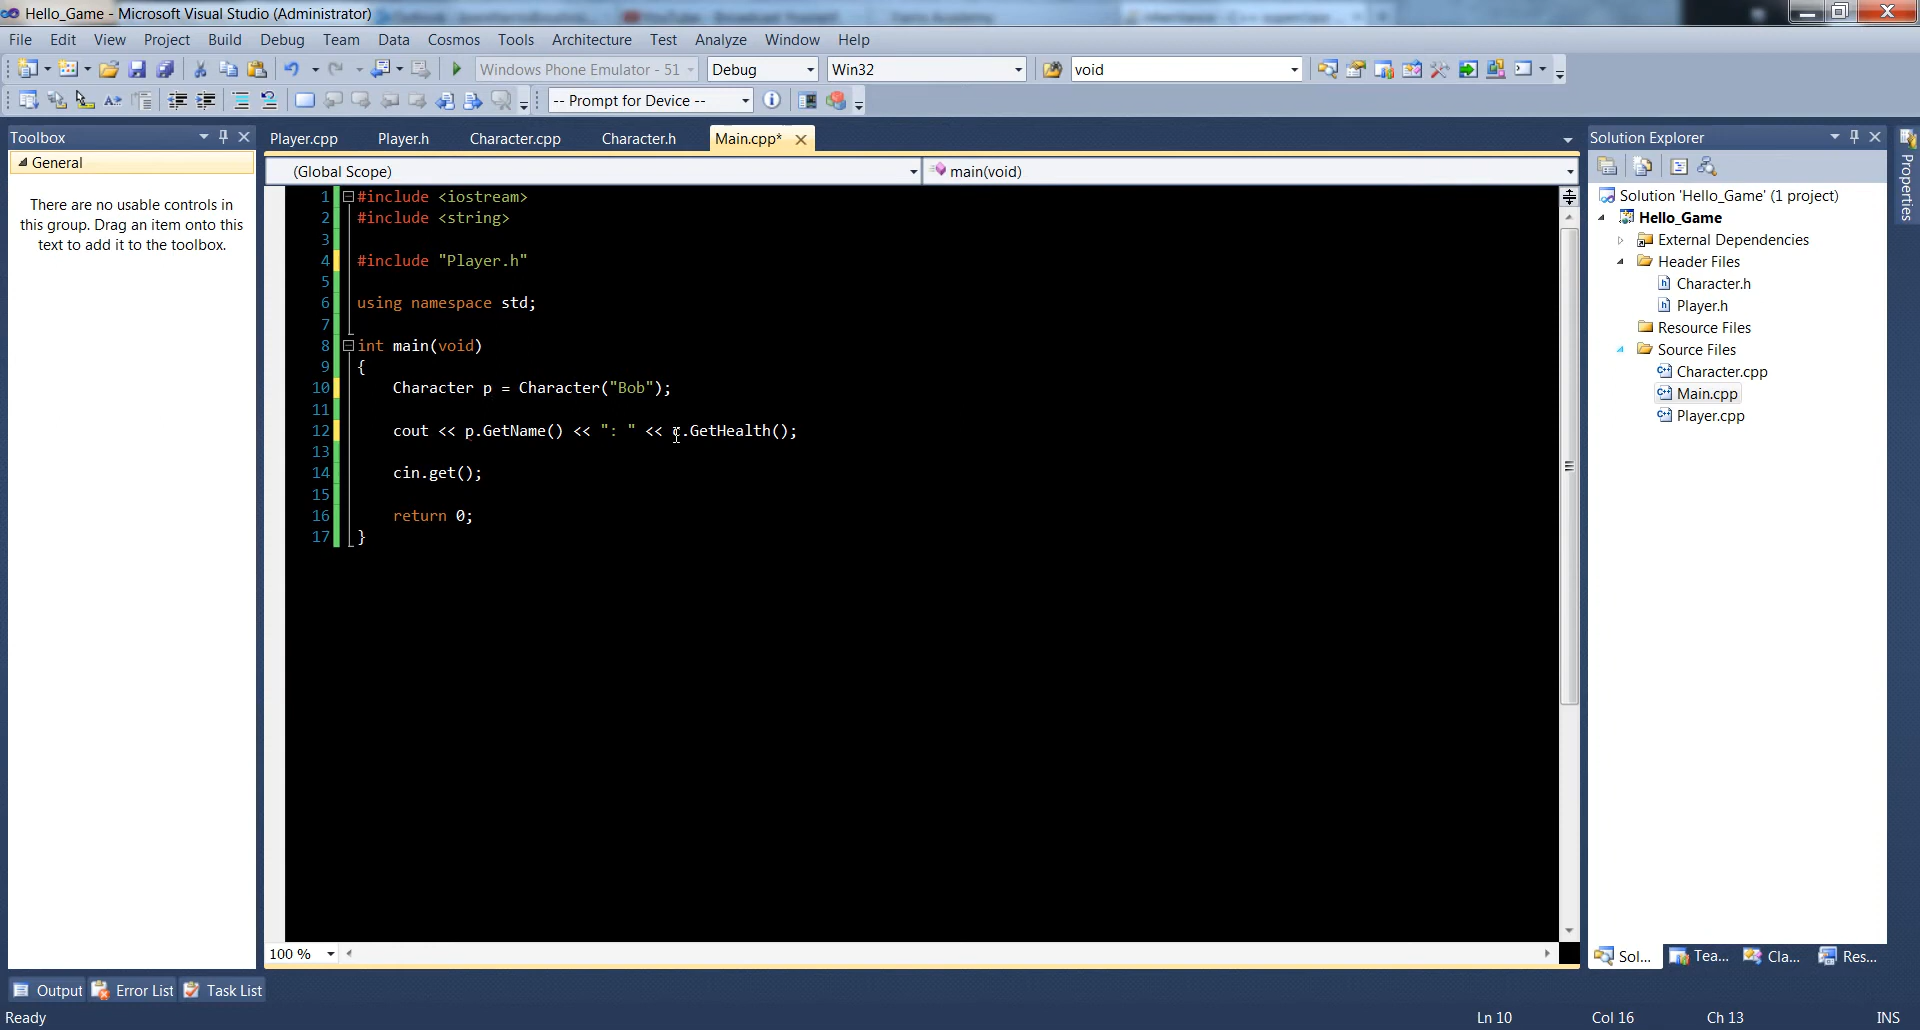 Hello_Game - Microsoft Visual Studio (Administrator)
File Edit View Project Build Debug Team Data Cosmos Tools Architecture Test Analyze Window Help
Windows Phone Emulator - 51 Debug Win32 void
-- Prompt for Device --
Toolbox
General
There are no usable controls in
this group. Drag an item onto this
text to add it to the toolbox.
Player.cpp Player.h Character.cpp Character.h Main.cpp*
(Global Scope) main(void)
1 #include <iostream>
2 #include <string>
3
4 #include "Player.h"
5
6 using namespace std;
7
8 int main(void)
9 {
10 Character p = Character("Bob");
11
12 cout << p.GetName() << ": " << c.GetHealth();
13
14 cin.get();
15
16 return 0;
17 }
100 %
Solution Explorer
Solution 'Hello_Game' (1 project)
Hello_Game
External Dependencies
Header Files
Character.h
Player.h
Resource Files
Source Files
Character.cpp
Main.cpp
Player.cpp
Sol... Tea... Cla... Res...
Properties
Output Error List Task List
Ready Ln 10 Col 16 Ch 13 INS